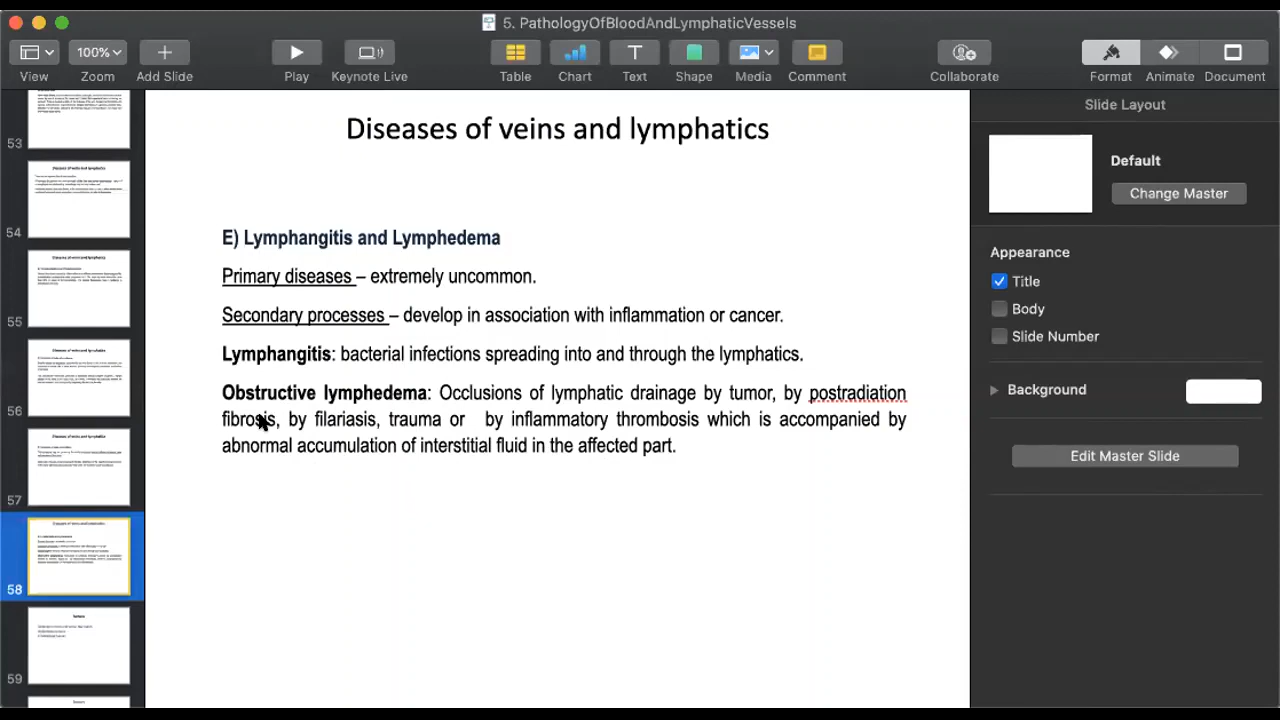 5. PathologyOfBloodAndLymphaticVessels
100%
View Zoom Add Slide Play Keynote Live Table Chart Text Shape Media Comment Collaborate Format Animate Document
Slide Layout
Default
Change Master
Appearance
Title
Body
Slide Number
Background
Edit Master Slide
53
54
55
56
57
58
59
Diseases of veins and lymphatics
E) Lymphangitis and Lymphedema
Primary diseases – extremely uncommon.
Secondary processes – develop in association with inflammation or cancer.
Lymphangitis: bacterial infections spreading into and through the lymphatics.
Obstructive lymphedema: Occlusions of lymphatic drainage by tumor, by postradiation
fibrosis, by filariasis, trauma or by inflammatory thrombosis which is accompanied by
abnormal accumulation of interstitial fluid in the affected part.